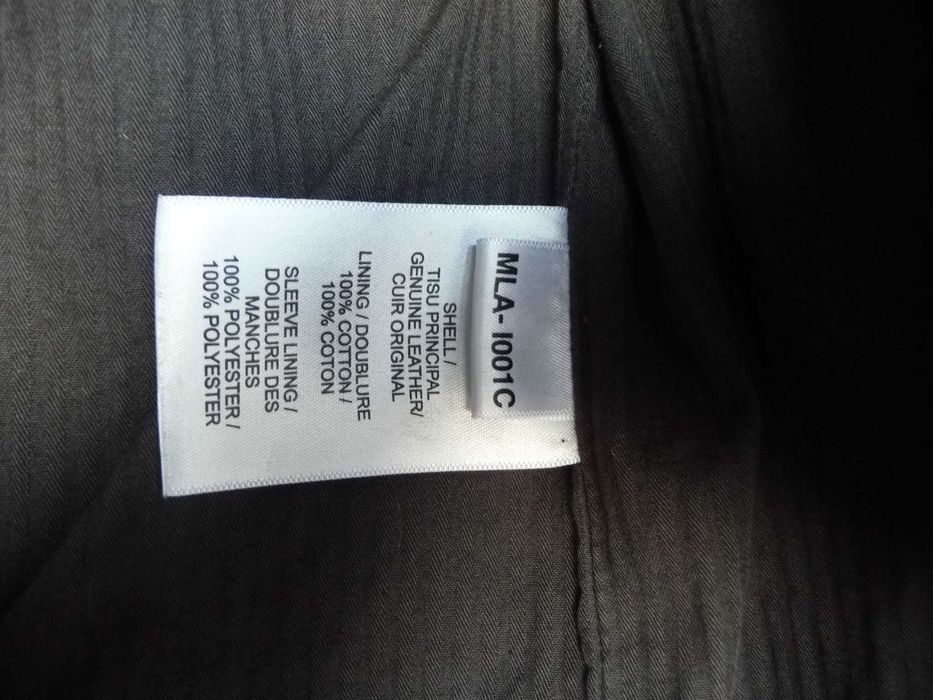 MLA- I001C
SHELL /
TISU PRINCIPAL
GENUINE LEATHER/
CUIR ORIGINAL
LINING / DOUBLURE
100% COTTON /
100% COTON
SLEEVE LINING /
DOUBLURE DES
MANCHES
100% POLYESTER /
100% POLYESTER